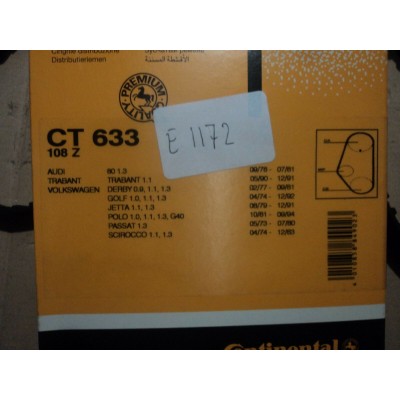 Cinghie distribuzione
Distributieriemen
PREMIUM
QUALITY
E 1172
CT 633
108 Z
AUDI 80 1.3 09/78 - 07/81
TRABANT TRABANT 1.1 05/90 - 12/91
VOLKSWAGEN DERBY 0.9, 1.1, 1.3 02/77 - 09/81
GOLF 1.0, 1.1, 1.3 04/74 - 12/92
JETTA 1.1, 1.3 08/79 - 12/91
POLO 1.0, 1.1, 1.3, G40 10/81 - 09/94
PASSAT 1.3 05/73 - 07/80
SCIROCCO 1.1, 1.3 04/74 - 12/83
Continental